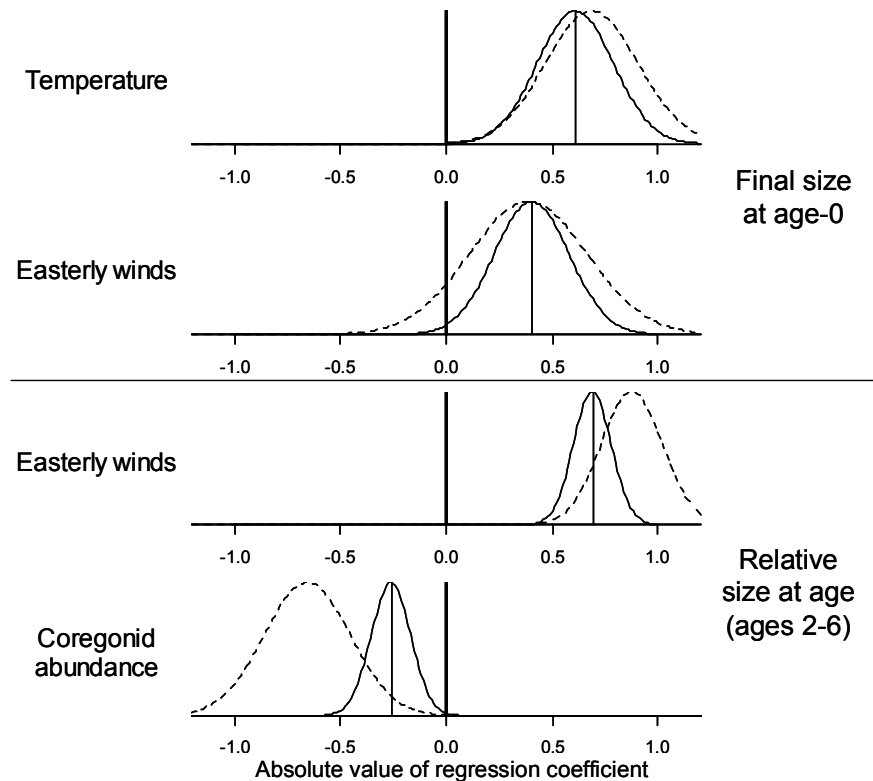 Temperature
-1.0 -0.5 0.0 0.5 1.0
Final size
at age-0
Easterly winds
-1.0 -0.5 0.0 0.5 1.0
Easterly winds
-1.0 -0.5 0.0 0.5 1.0
Relative
size at age
(ages 2-6)
Coregonid
abundance
-1.0 -0.5 0.0 0.5 1.0
Absolute value of regression coefficient